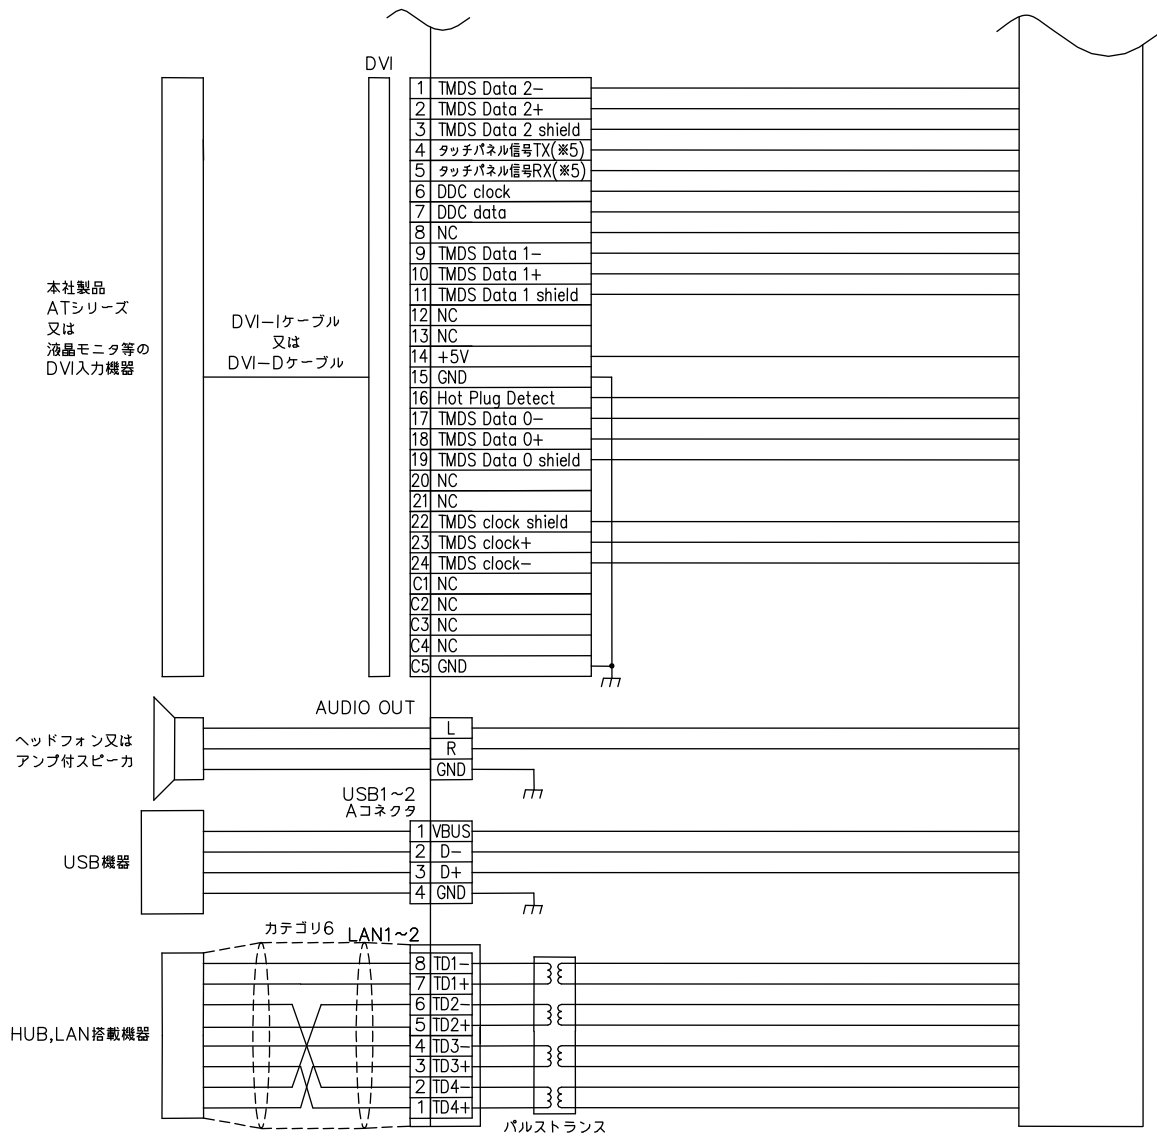 DVI
1 TMDS Data 2-
2 TMDS Data 2+
3 TMDS Data 2 shield
4 タッチパネル信号TX(※5)
5 タッチパネル信号RX(※5)
6 DDC clock
7 DDC data
8 NC
9 TMDS Data 1-
10 TMDS Data 1+
11 TMDS Data 1 shield
12 NC
13 NC
14 +5V
15 GND
16 Hot Plug Detect
17 TMDS Data 0-
18 TMDS Data 0+
19 TMDS Data 0 shield
20 NC
21 NC
22 TMDS clock shield
23 TMDS clock+
24 TMDS clock-
C1 NC
C2 NC
C3 NC
C4 NC
C5 GND
本社製品
ATシリーズ
又は
液晶モニタ等の
DVI入力機器
DVI-Iケーブル
又は
DVI-Dケーブル
AUDIO OUT
L
R
GND
ヘッドフォン又は
アンプ付スピーカ
USB1~2
Aコネクタ
1 VBUS
2 D-
3 D+
4 GND
USB機器
カテゴリ6
LAN1~2
8 TD1-
7 TD1+
6 TD2-
5 TD2+
4 TD3-
3 TD3+
2 TD4-
1 TD4+
HUB,LAN搭載機器
パルストランス